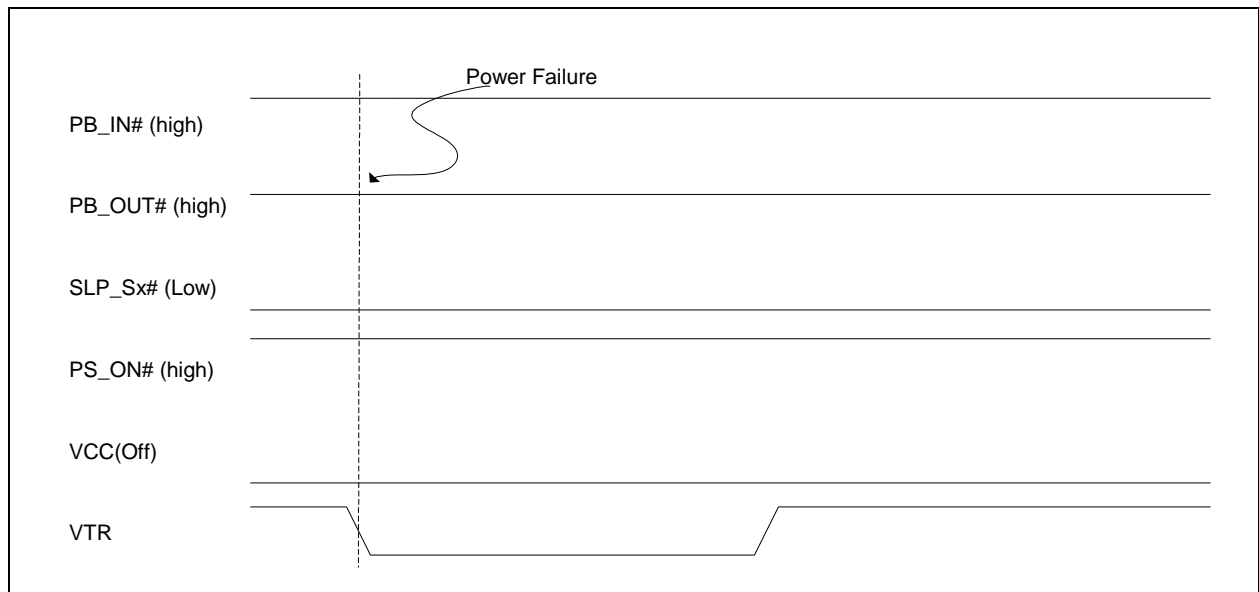 Power Failure
PB_IN# (high)
PB_OUT# (high)
SLP_Sx# (Low)
PS_ON# (high)
VCC(Off)
VTR